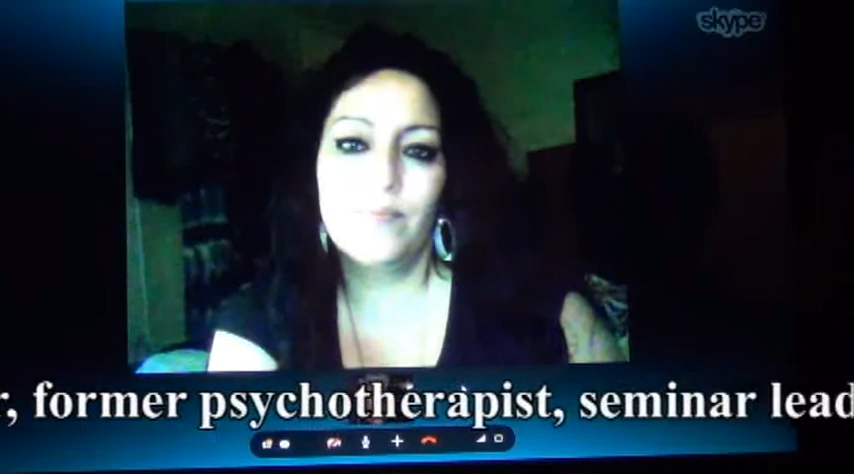 skype
r, former psychotherapist, seminar lead